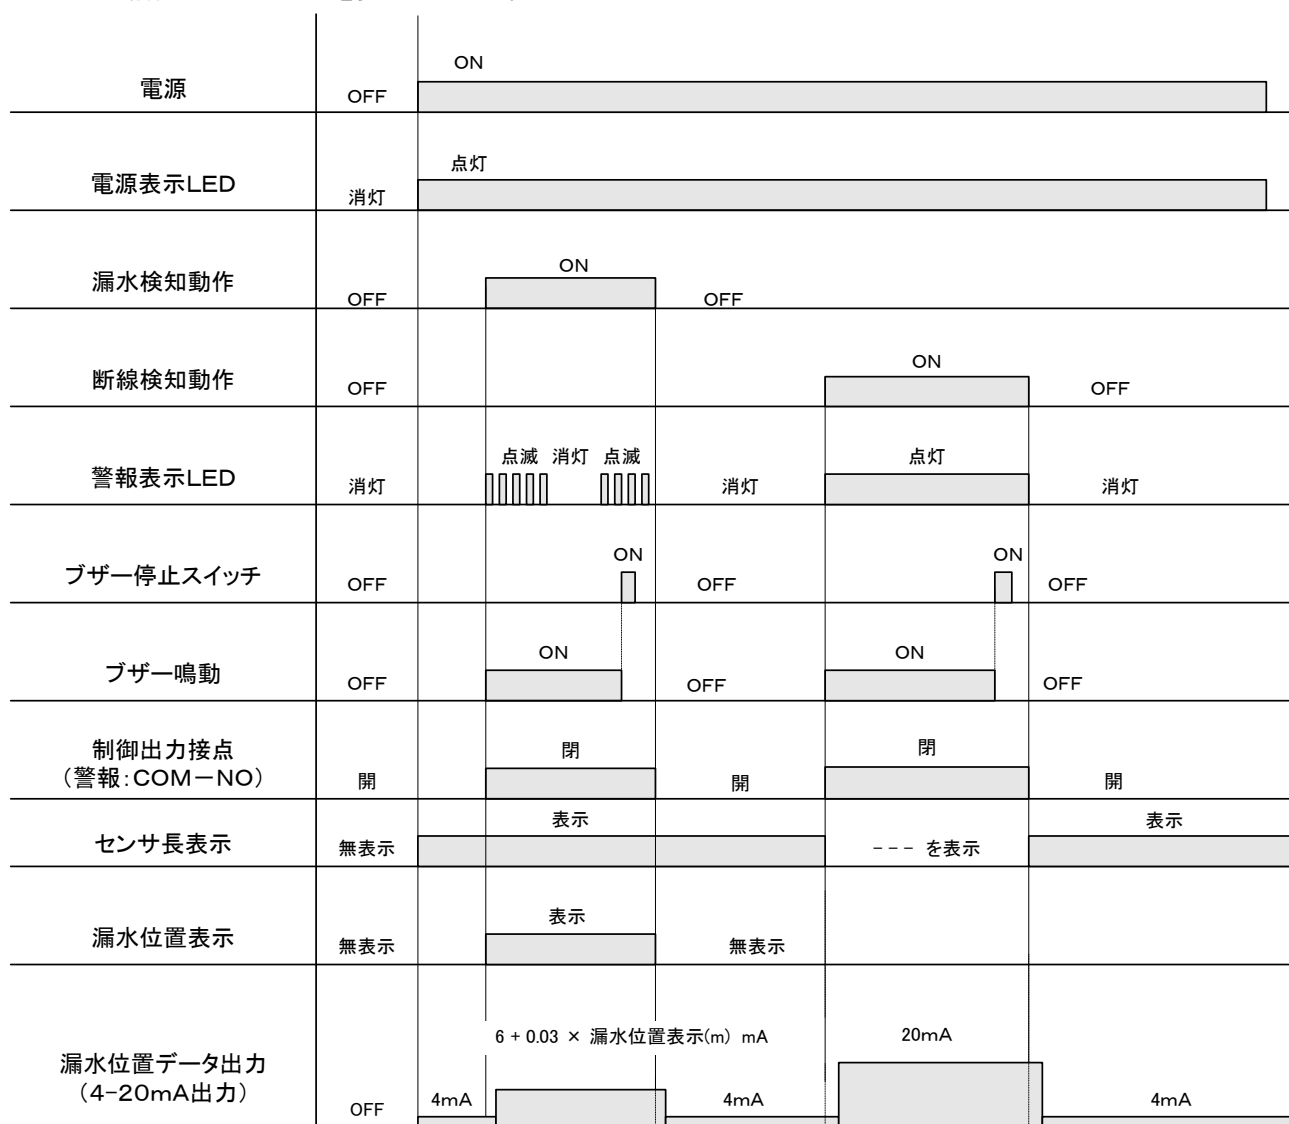 ON
電源
OFF
点灯
電源表示LED
消灯
ON
漏水検知動作
OFF
OFF
ON
断線検知動作
OFF
OFF
点滅 消灯 点滅
点灯
警報表示LED
消灯
消灯
消灯
ON
ON
ブザー停止スイッチ
OFF
OFF
OFF
ON
ON
ブザー鳴動
OFF
OFF
OFF
制御出力接点
閉
閉
（警報：COM－NO）
開
開
開
表示
表示
センサ長表示
無表示
--- を表示
表示
漏水位置表示
無表示
無表示
6 + 0.03 × 漏水位置表示(m) mA
20mA
漏水位置データ出力
（4-20mA出力）
OFF
4mA
4mA
4mA